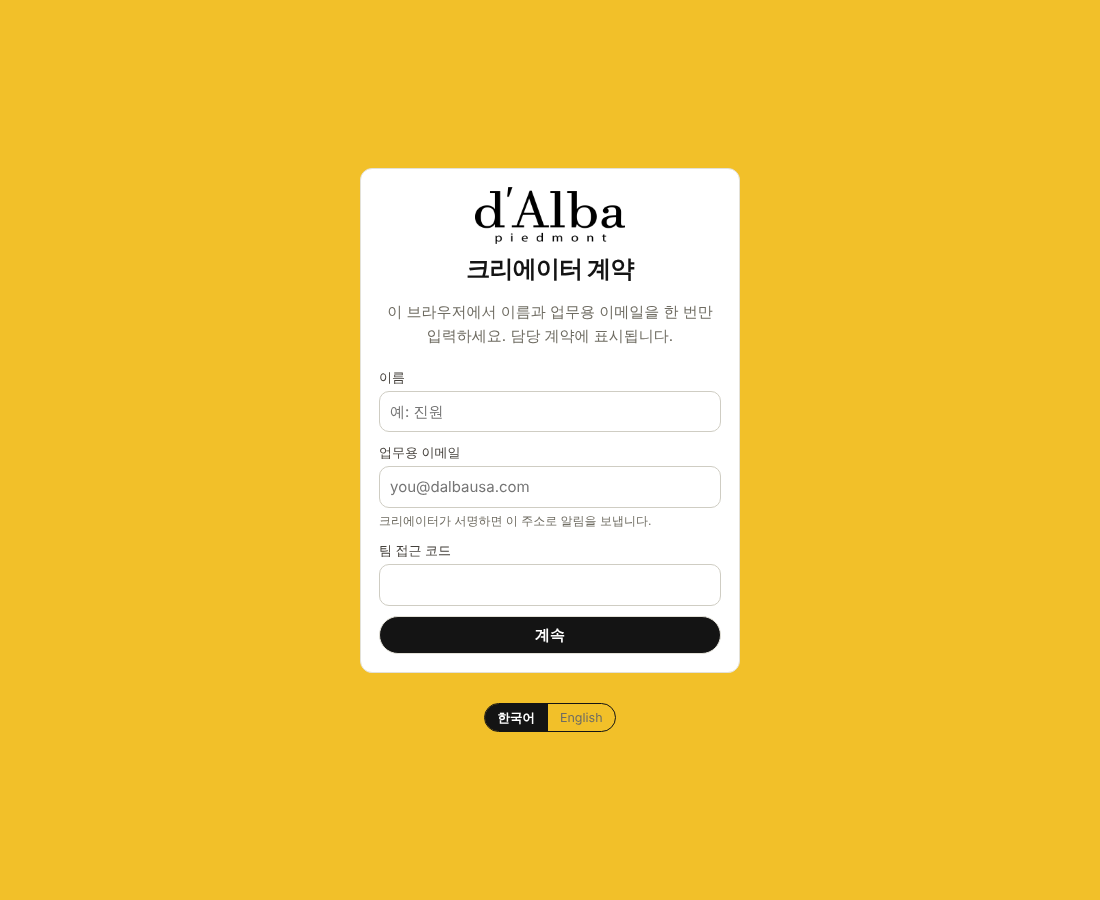 d'Alba
piedmont
크리에이터 계약
이 브라우저에서 이름과 업무용 이메일을 한 번만
입력하세요. 담당 계약에 표시됩니다.
이름
예: 진원
업무용 이메일
you@dalbausa.com
크리에이터가 서명하면 이 주소로 알림을 보냅니다.
팀 접근 코드
계속
한국어 English